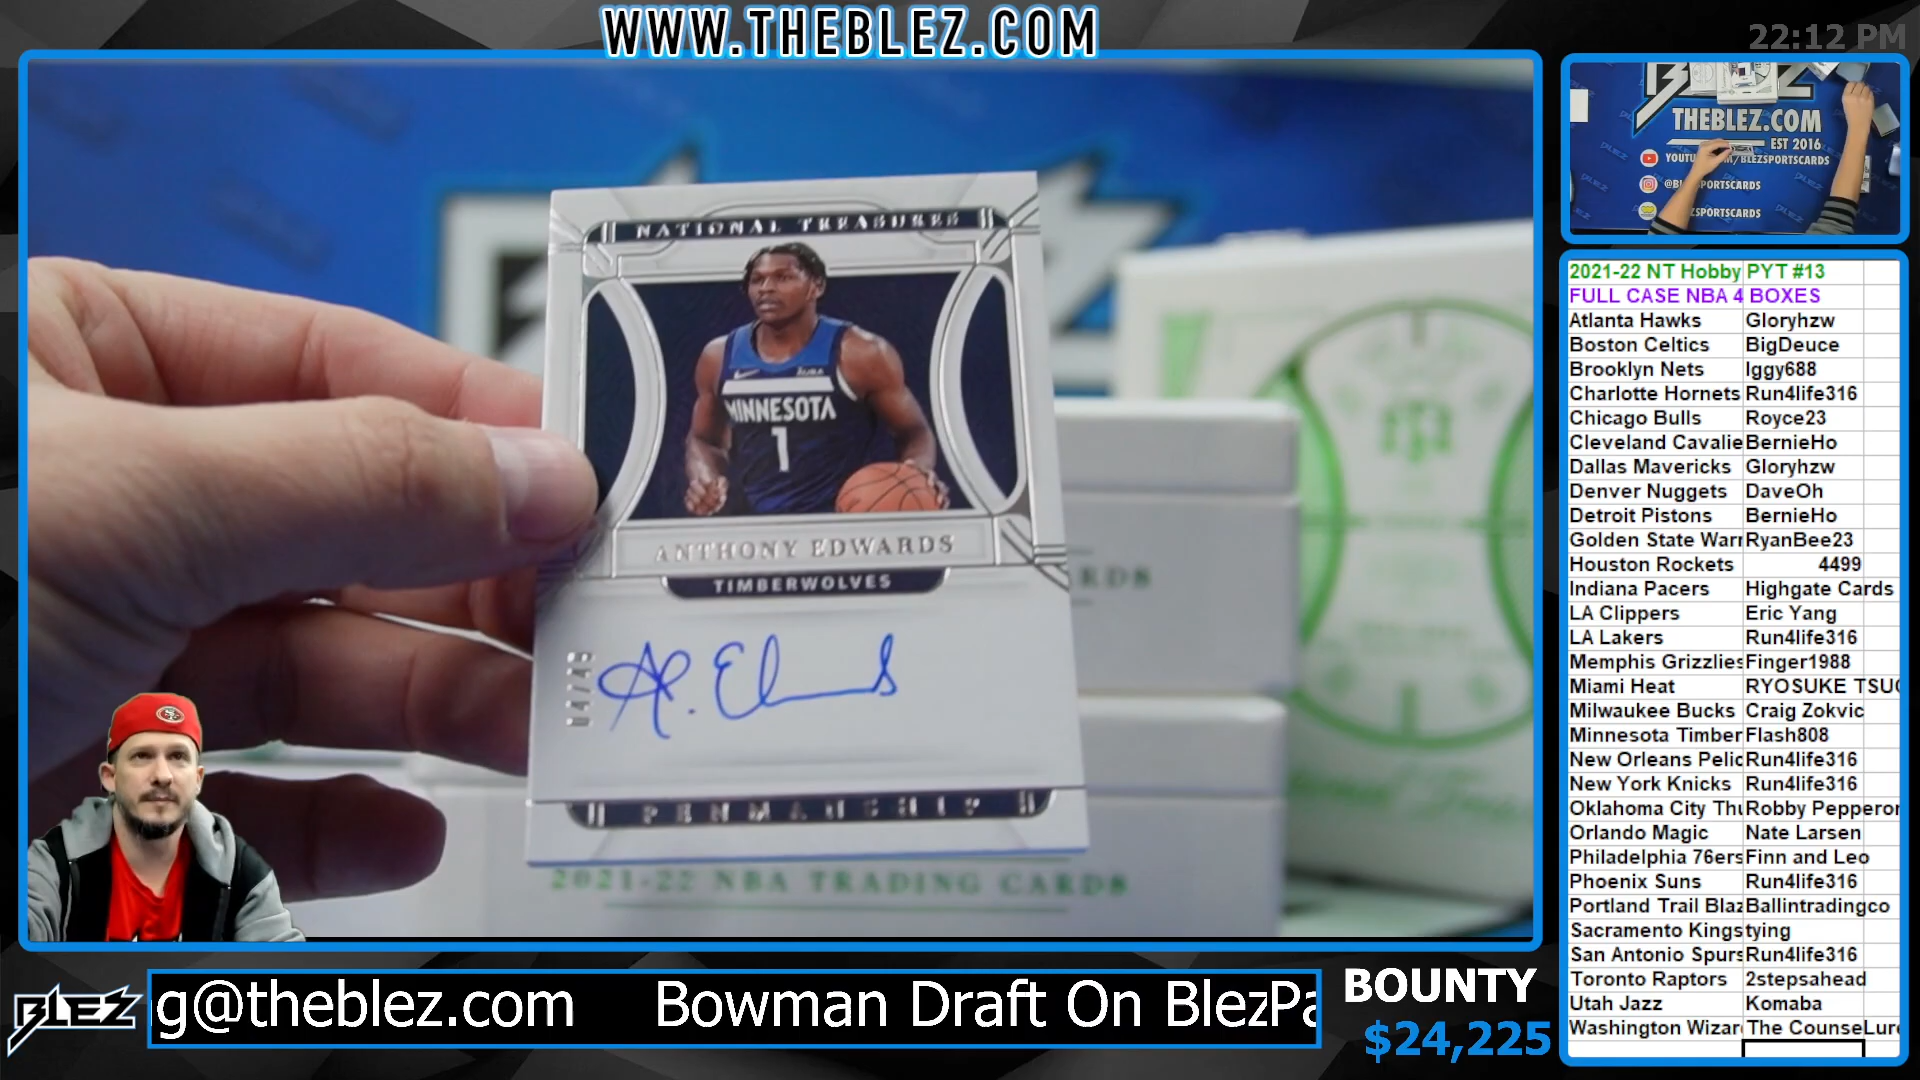 WWW.THEBLEZ.COM
22:12 PM
NATIONAL TREASURES
MINNESOTA
1
ANTHONY EDWARDS
TIMBERWOLVES
04/49
PENMANSHIP
2021-22 NBA TRADING CARDS
RDS
THEBLEZ.COM
EST 2016
2021-22 NT Hobby PYT #13
FULL CASE NBA 4 BOXES
Atlanta Hawks Gloryhzw
Boston Celtics BigDeuce
Brooklyn Nets Iggy688
Charlotte Hornets Run4life316
Chicago Bulls Royce23
Cleveland Cavalie BernieHo
Dallas Mavericks Gloryhzw
Denver Nuggets DaveOh
Detroit Pistons BernieHo
Golden State Warr RyanBee23
Houston Rockets 4499
Indiana Pacers Highgate Cards
LA Clippers Eric Yang
LA Lakers Run4life316
Memphis Grizzlies Finger1988
Miami Heat RYOSUKE TSUG
Milwaukee Bucks Craig Zokvic
Minnesota Timber Flash808
New Orleans Pelic Run4life316
New York Knicks Run4life316
Oklahoma City Thu Robby Pepperor
Orlando Magic Nate Larsen
Philadelphia 76ers Finn and Leo
Phoenix Suns Run4life316
Portland Trail Blaz Ballintradingco
Sacramento Kings tying
San Antonio Spurs Run4life316
Toronto Raptors 2stepsahead
Utah Jazz Komaba
Washington Wizar The CounseLure
BLEZ
g@theblez.com Bowman Draft On BlezPa
BOUNTY
$24,225